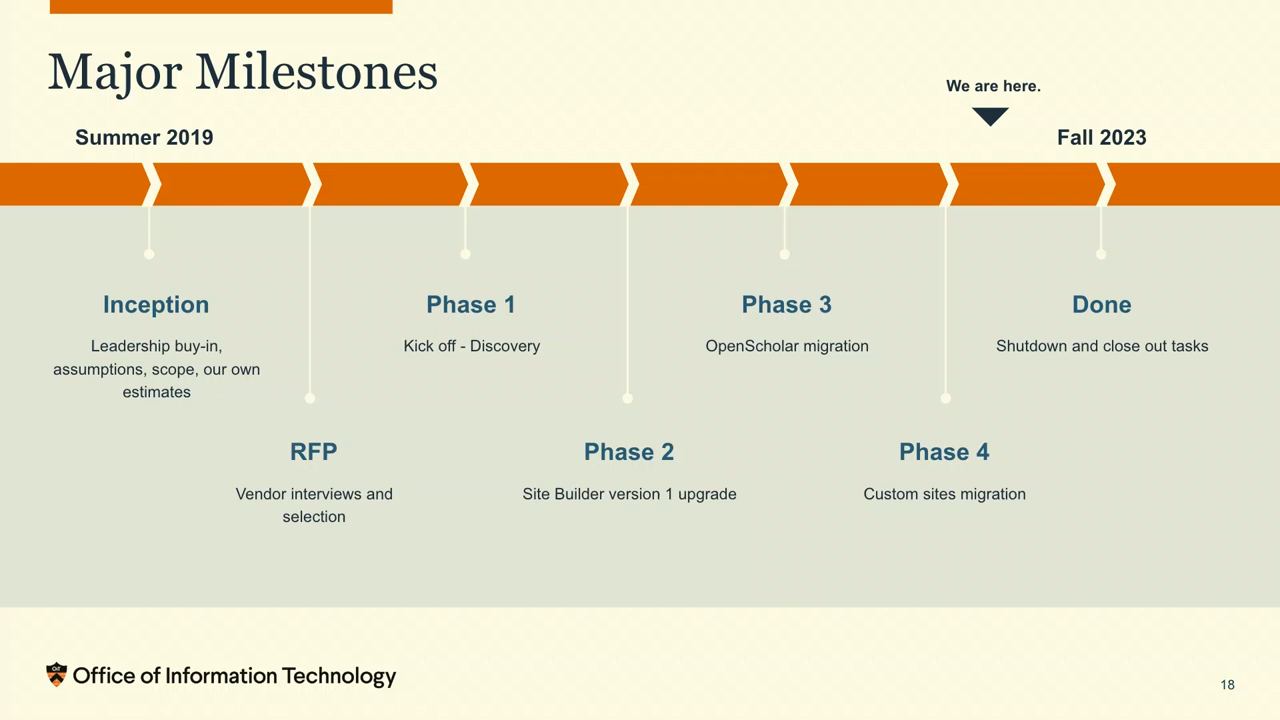 Major Milestones
We are here.
Summer 2019
Fall 2023
Inception
Leadership buy-in,
assumptions, scope, our own
estimates
RFP
Vendor interviews and
selection
Phase 1
Kick off - Discovery
Phase 2
Site Builder version 1 upgrade
Phase 3
OpenScholar migration
Phase 4
Custom sites migration
Done
Shutdown and close out tasks
Office of Information Technology
18